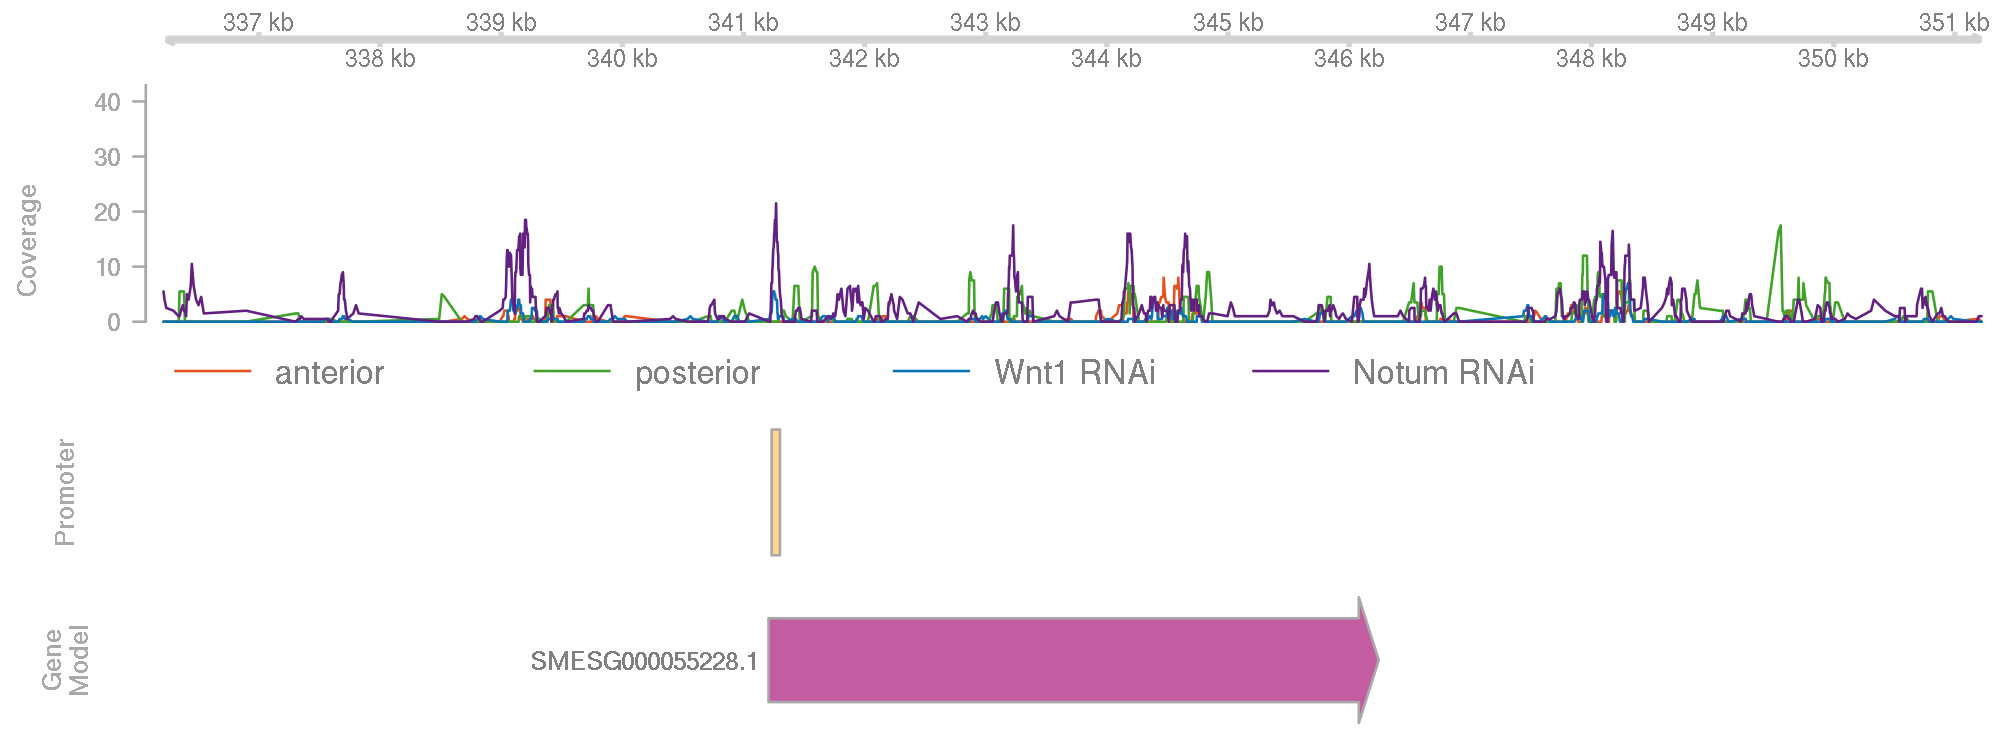 337 kb 339 kb 341 kb 343 kb 345 kb 347 kb 349 kb 351 kb
338 kb 340 kb 342 kb 344 kb 346 kb 348 kb 350 kb
40
30
20
10
0
Coverage
anterior posterior Wnt1 RNAi Notum RNAi
Promoter
Gene
Model
SMESG000055228.1